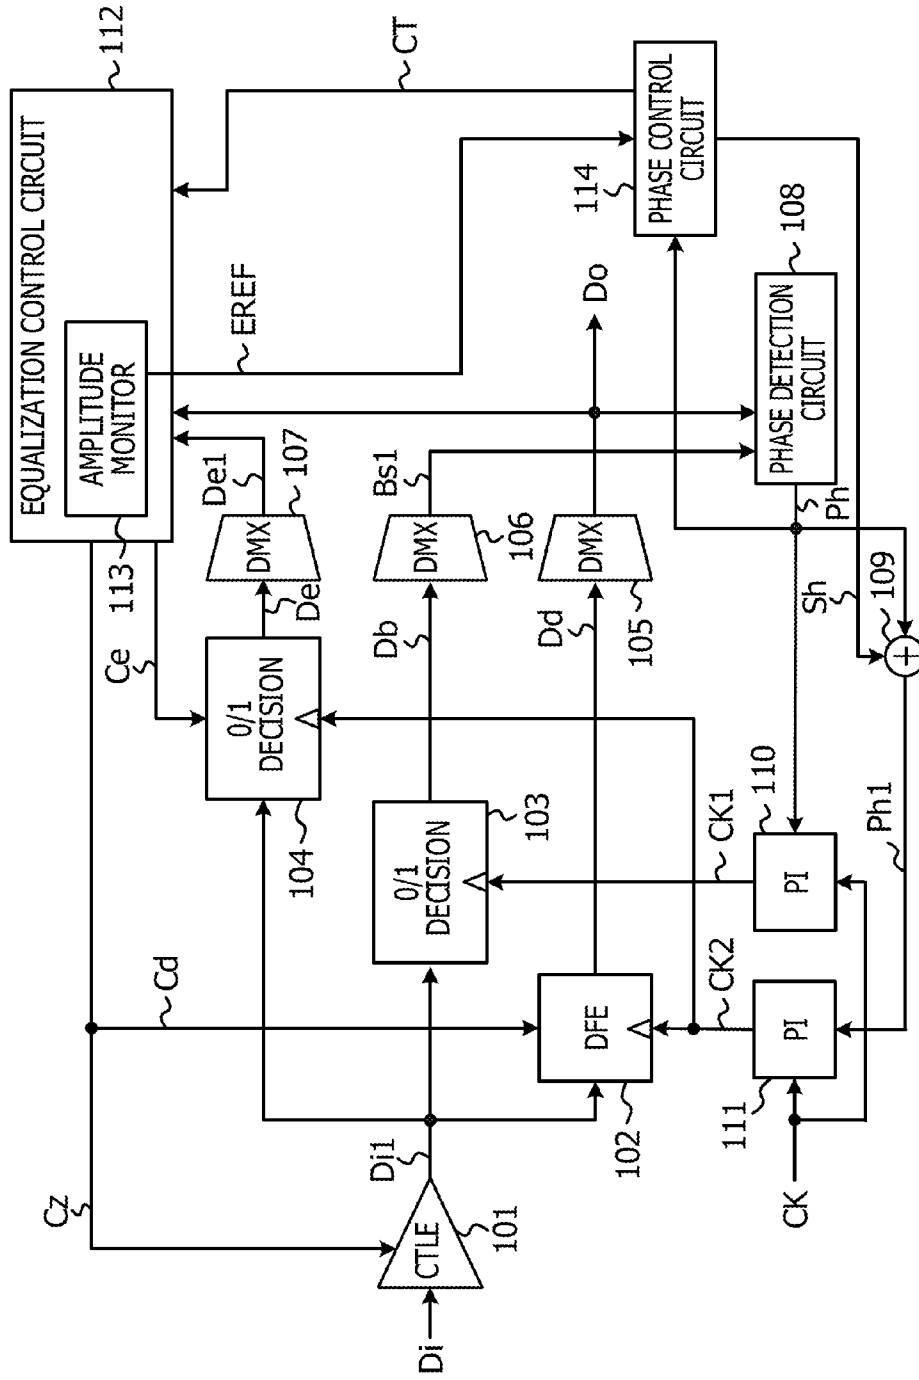 EQUALIZATION CONTROL CIRCUIT
112
AMPLITUDE
MONITOR
113
Cz
Cd
Ce
De1
EREF
CT
DMX
107
De
0/1
DECISION
104
Di
CTLE
101
Di1
0/1
DECISION
103
Db
DMX
106
Bs1
DFE
102
Dd
DMX
105
Do
114
PHASE CONTROL
CIRCUIT
CK2
CK1
PHASE DETECTION
CIRCUIT
108
Ph
Sh
109
+
PI
110
PI
111
CK
Ph1